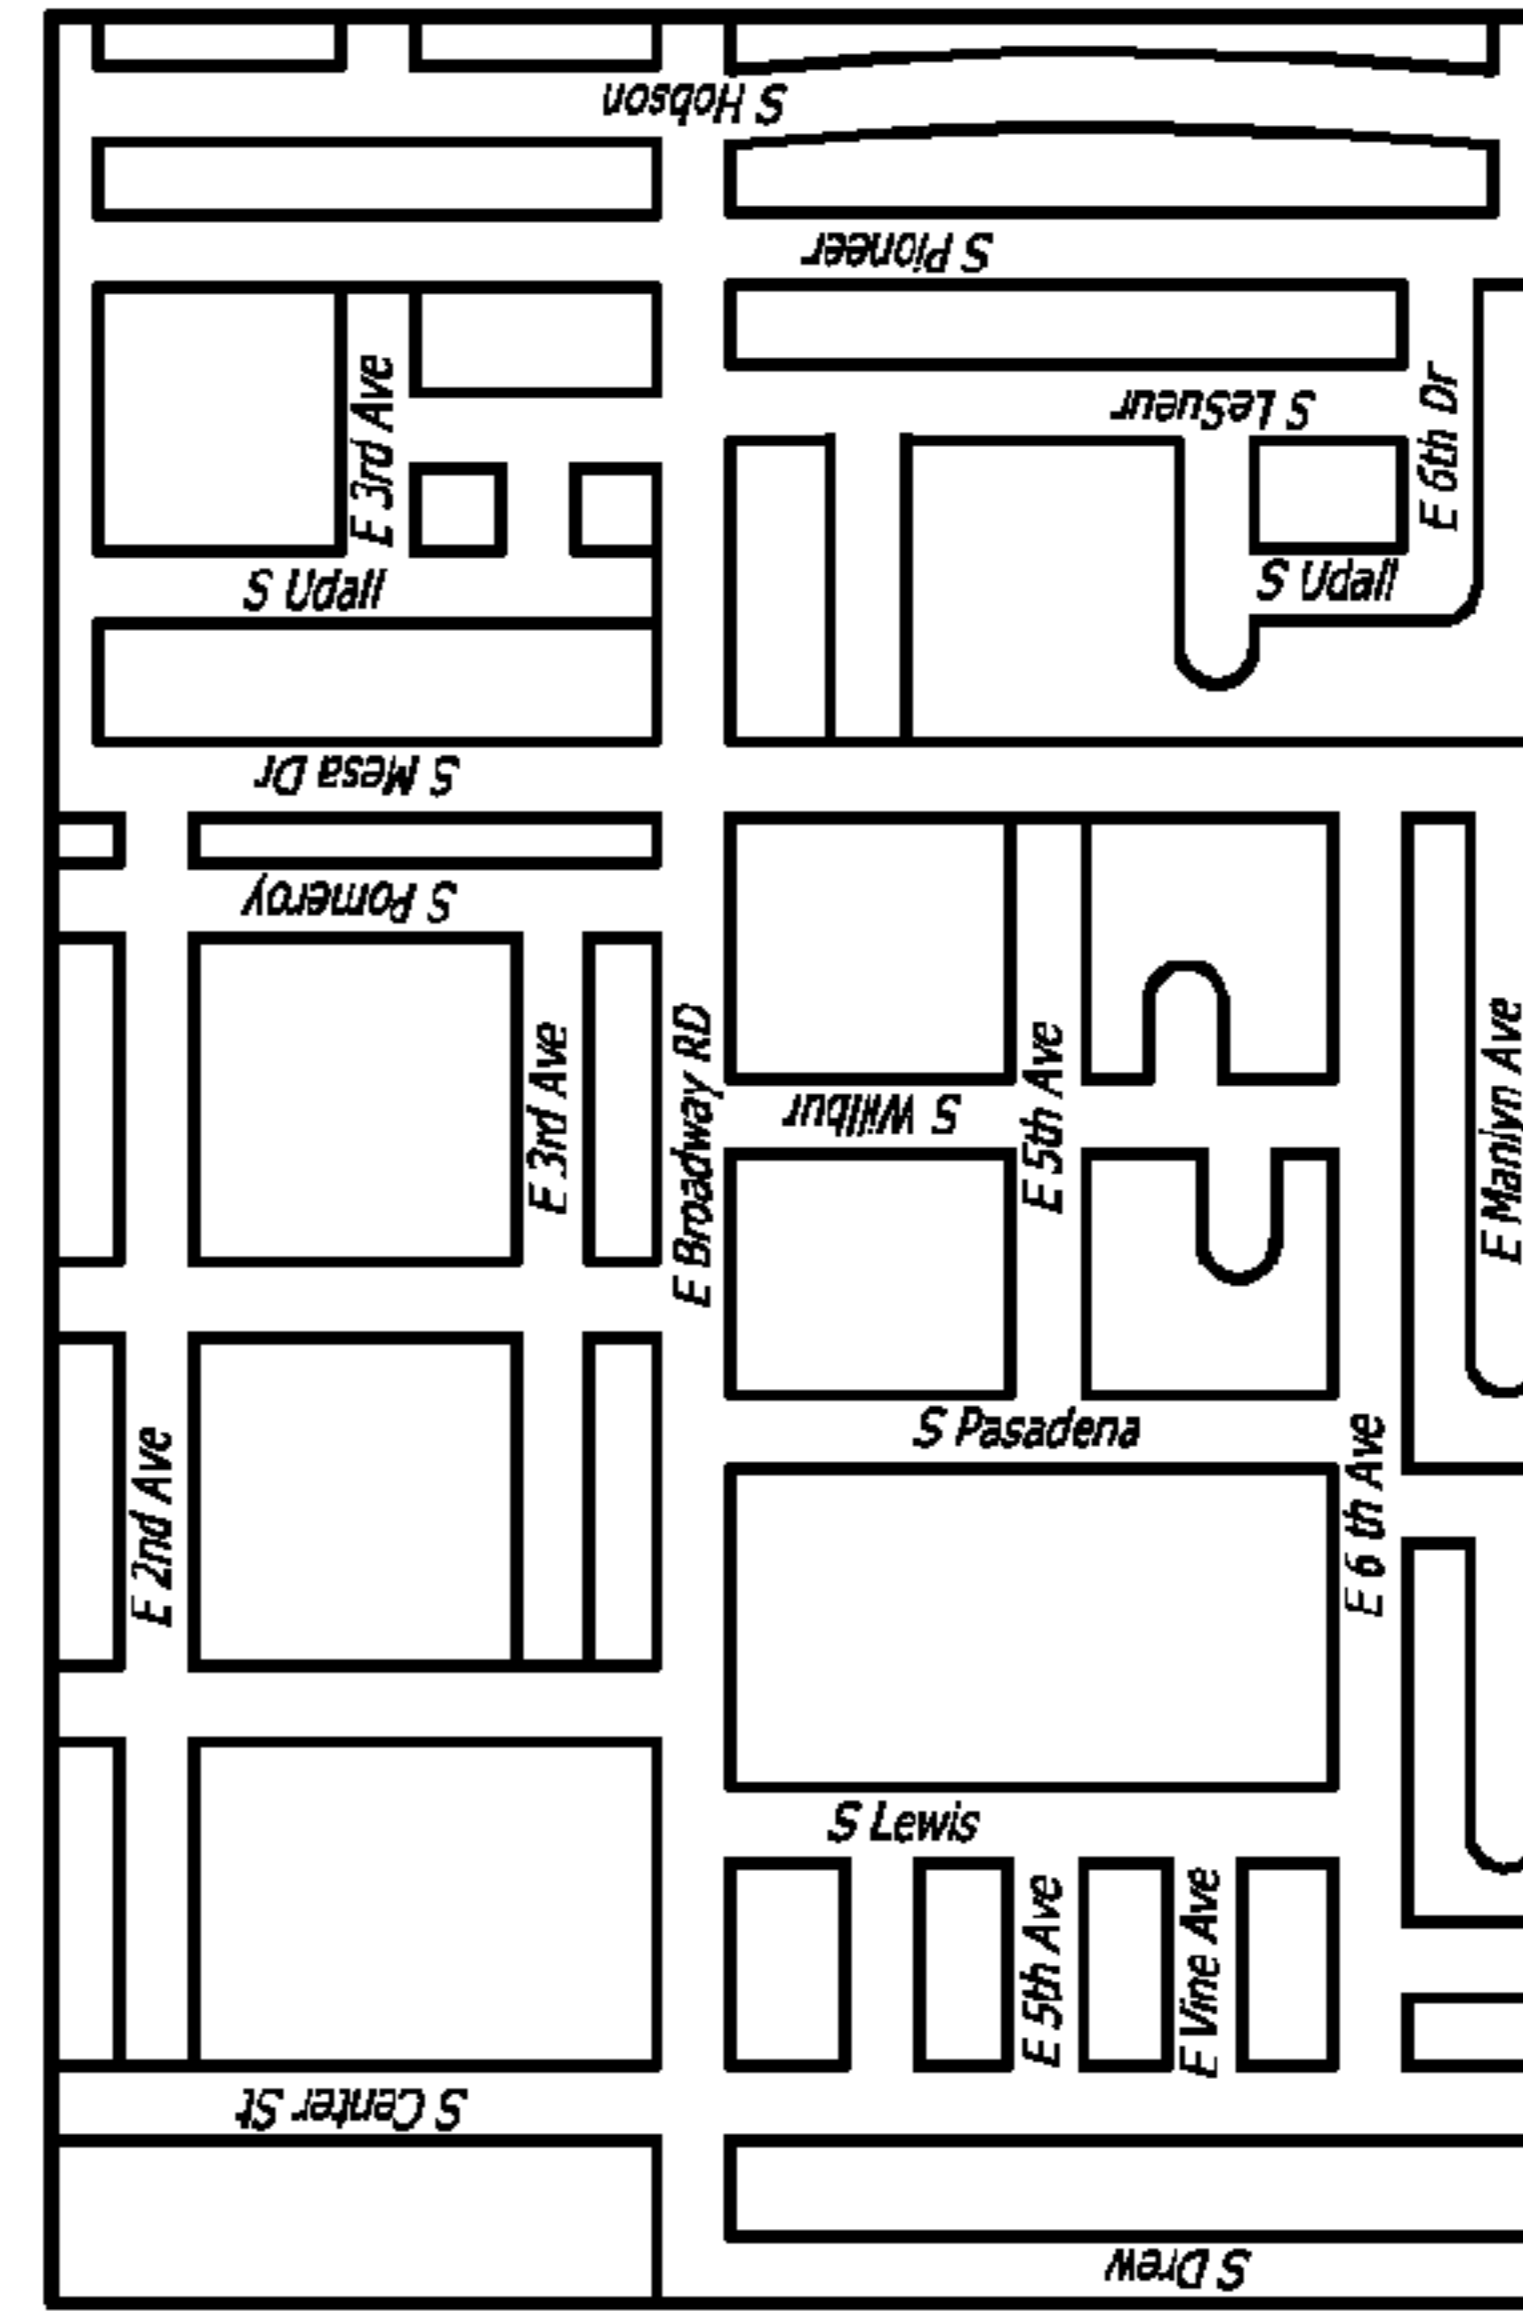 S Hobson
S Pioneer
E 3rd Ave
S LeSueur
E 6th Dr
S Udall
S Udall
S Mesa Dr
S Pomeroy
E 3rd Ave
E Broadway RD
S Wilbur
E 5th Ave
E Manlyn Ave
S Pasadena
E 2nd Ave
E 6 th Ave
S Lewis
E 5th Ave
E Vine Ave
S Center St
S Drew